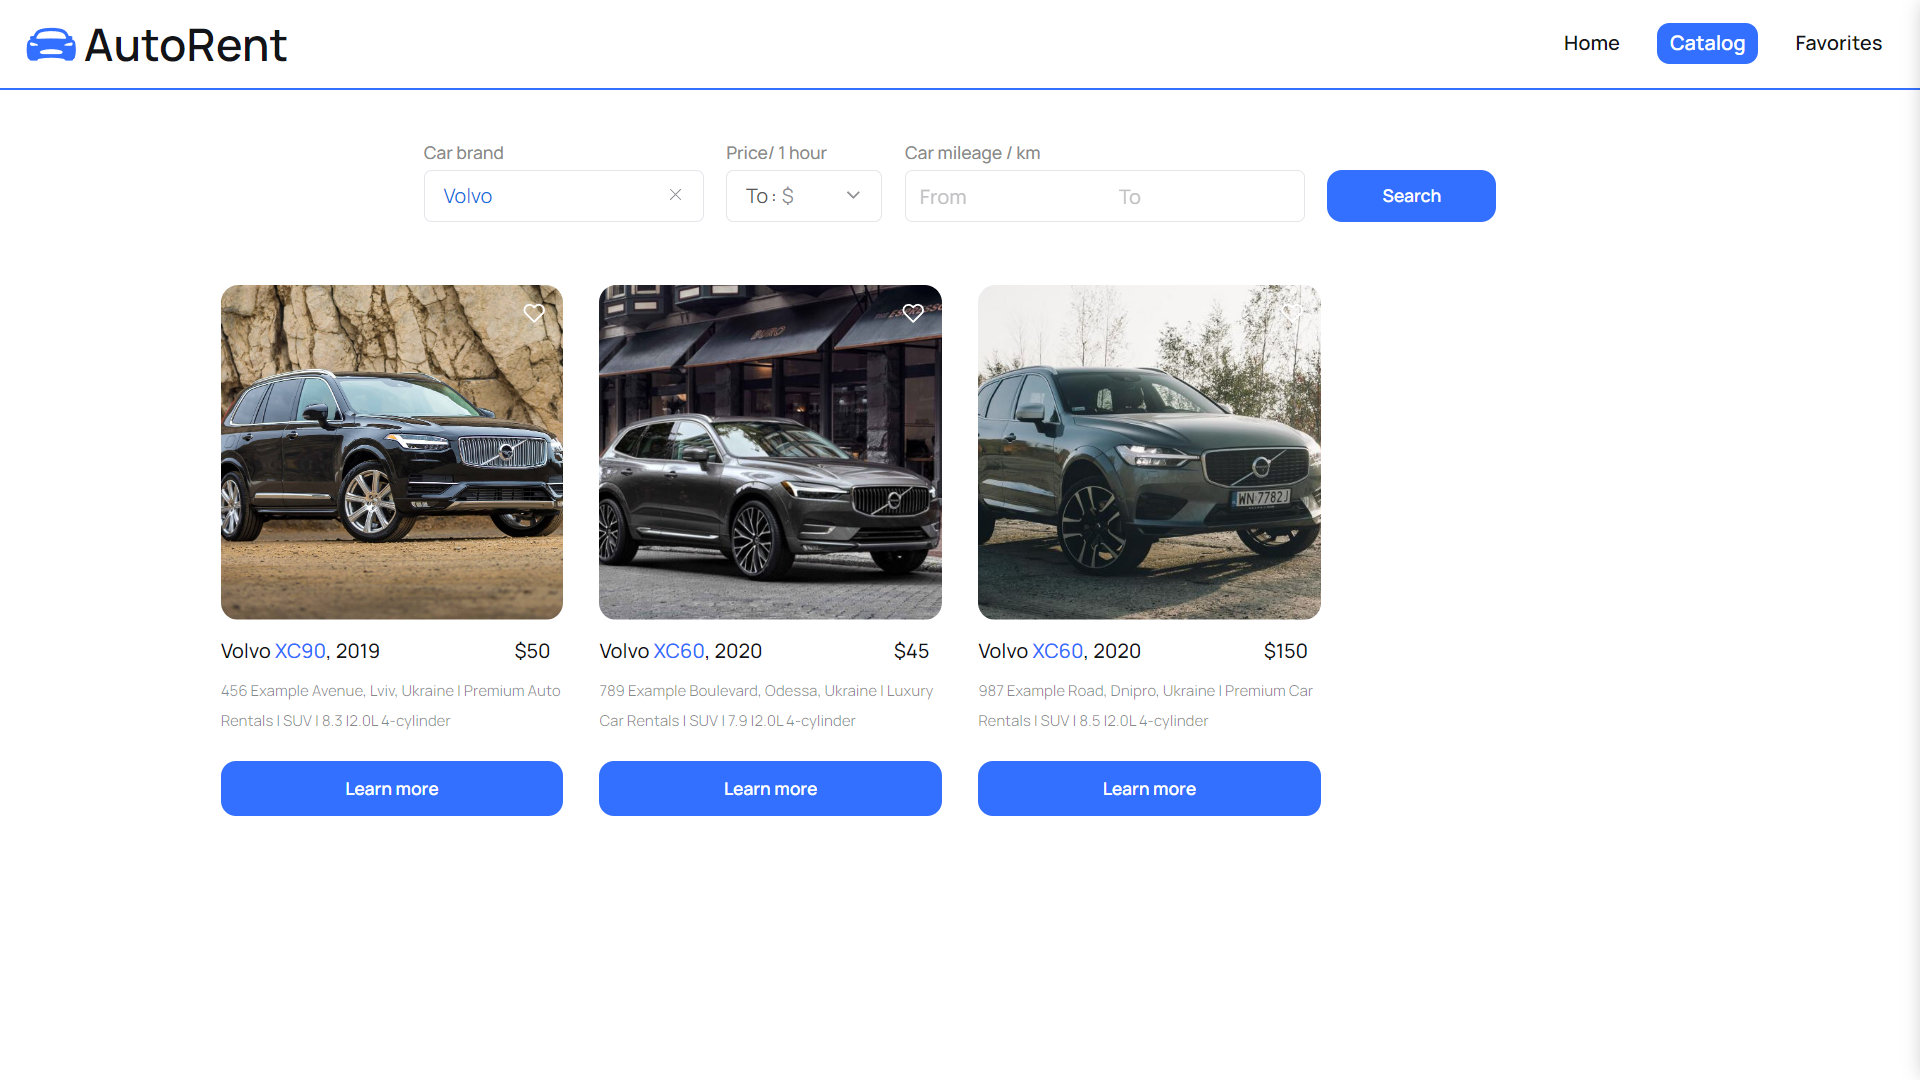 AutoRent
Home
Catalog
Favorites
Car brand
Price/ 1 hour
Car mileage / km
Volvo
To : $
From
To
Search
WN 7782J
Volvo XC90, 2019
$50
Volvo XC60, 2020
$45
Volvo XC60, 2020
$150
456 Example Avenue, Lviv, Ukraine | Premium Auto
Rentals | SUV | 8.3 |2.0L 4-cylinder
789 Example Boulevard, Odessa, Ukraine | Luxury
Car Rentals | SUV | 7.9 |2.0L 4-cylinder
987 Example Road, Dnipro, Ukraine | Premium Car
Rentals | SUV | 8.5 |2.0L 4-cylinder
Learn more
Learn more
Learn more